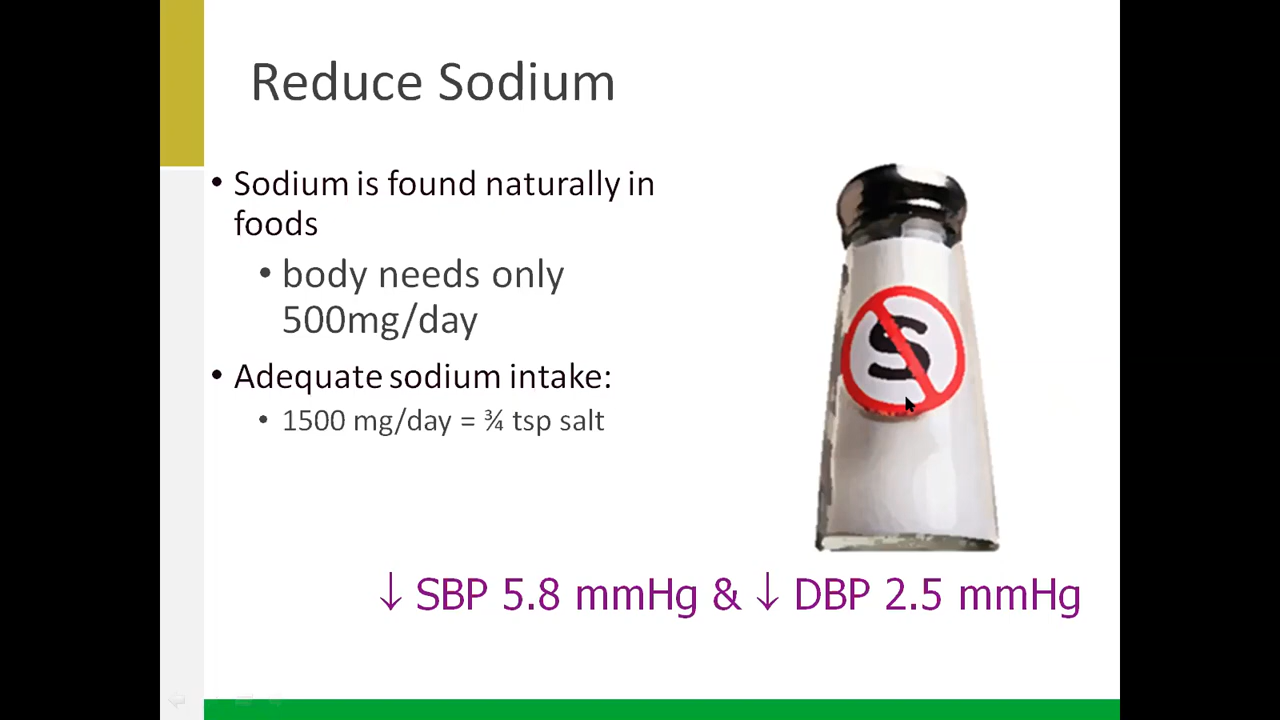 Reduce Sodium
• Sodium is found naturally in
foods
• body needs only
500mg/day
• Adequate sodium intake:
• 1500 mg/day = ¾ tsp salt
S
↓ SBP 5.8 mmHg & ↓ DBP 2.5 mmHg